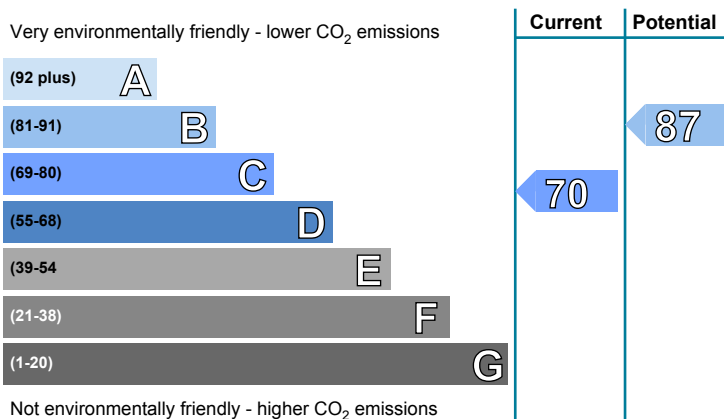 Current Potential
Very environmentally friendly - lower CO2 emissions
(92 plus) A
(81-91) B
87
(69-80) C
70
(55-68) D
(39-54 E
(21-38) F
(1-20) G
Not environmentally friendly - higher CO2 emissions